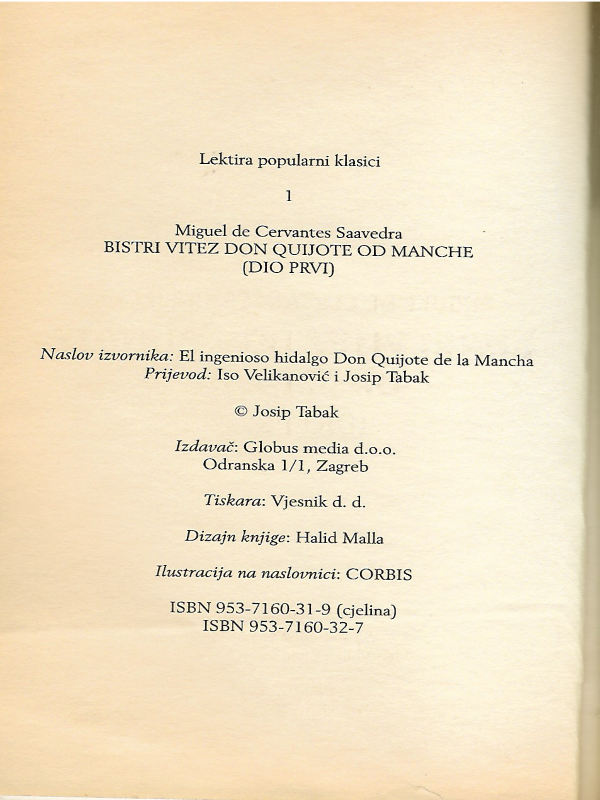 Lektira popularni klasici
1
Miguel de Cervantes Saavedra
BISTRI VITEZ DON QUIJOTE OD MANCHE
(DIO PRVI)
Naslov izvornika: El ingenioso hidalgo Don Quijote de la Mancha
Prijevod: Iso Velikanović i Josip Tabak
© Josip Tabak
Izdavač: Globus media d.o.o.
Odranska 1/1, Zagreb
Tiskara: Vjesnik d. d.
Dizajn knjige: Halid Malla
Ilustracija na naslovnici: CORBIS
ISBN 953-7160-31-9 (cjelina)
ISBN 953-7160-32-7